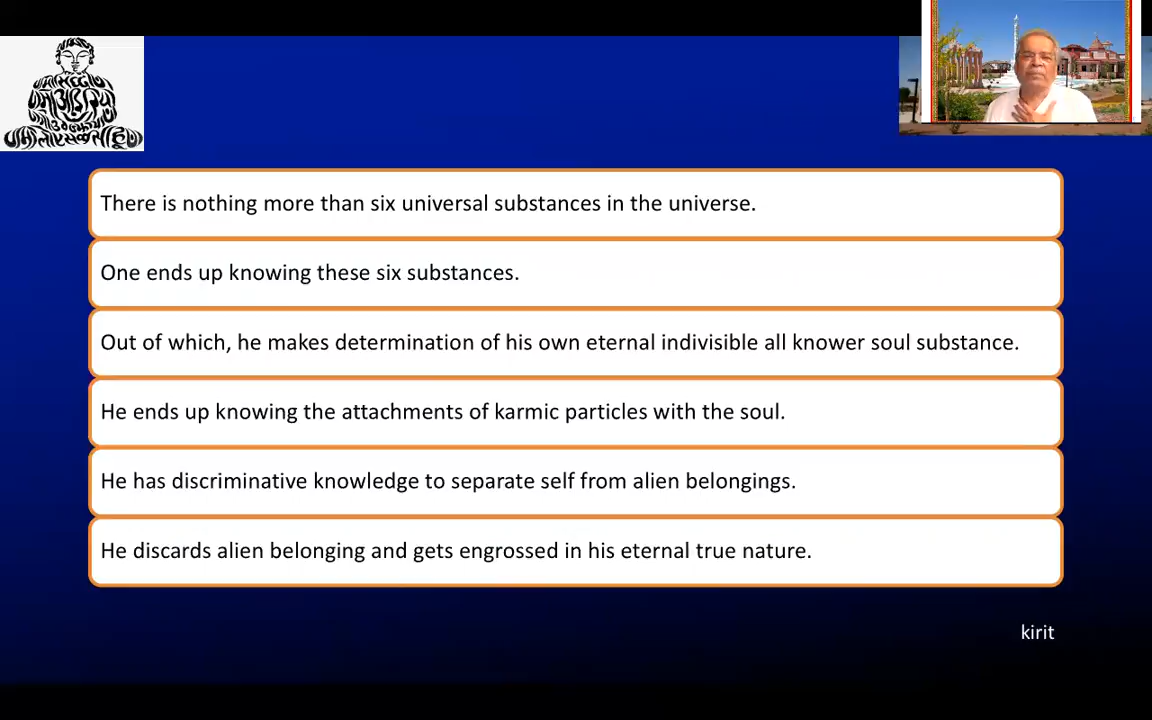 There is nothing more than six universal substances in the universe.
One ends up knowing these six substances.
Out of which, he makes determination of his own eternal indivisible all knower soul substance.
He ends up knowing the attachments of karmic particles with the soul.
He has discriminative knowledge to separate self from alien belongings.
He discards alien belonging and gets engrossed in his eternal true nature.
kirit